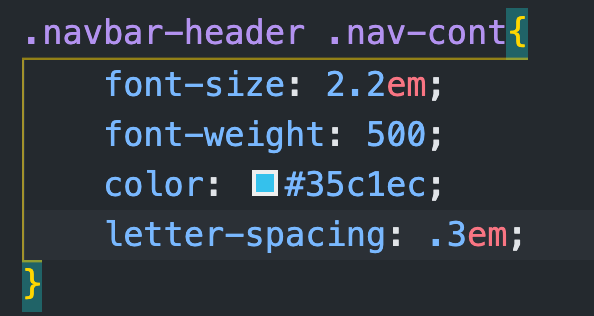 .navbar-header .nav-cont{
    font-size: 2.2em;
    font-weight: 500;
    color: #35c1ec;
    letter-spacing: .3em;
}